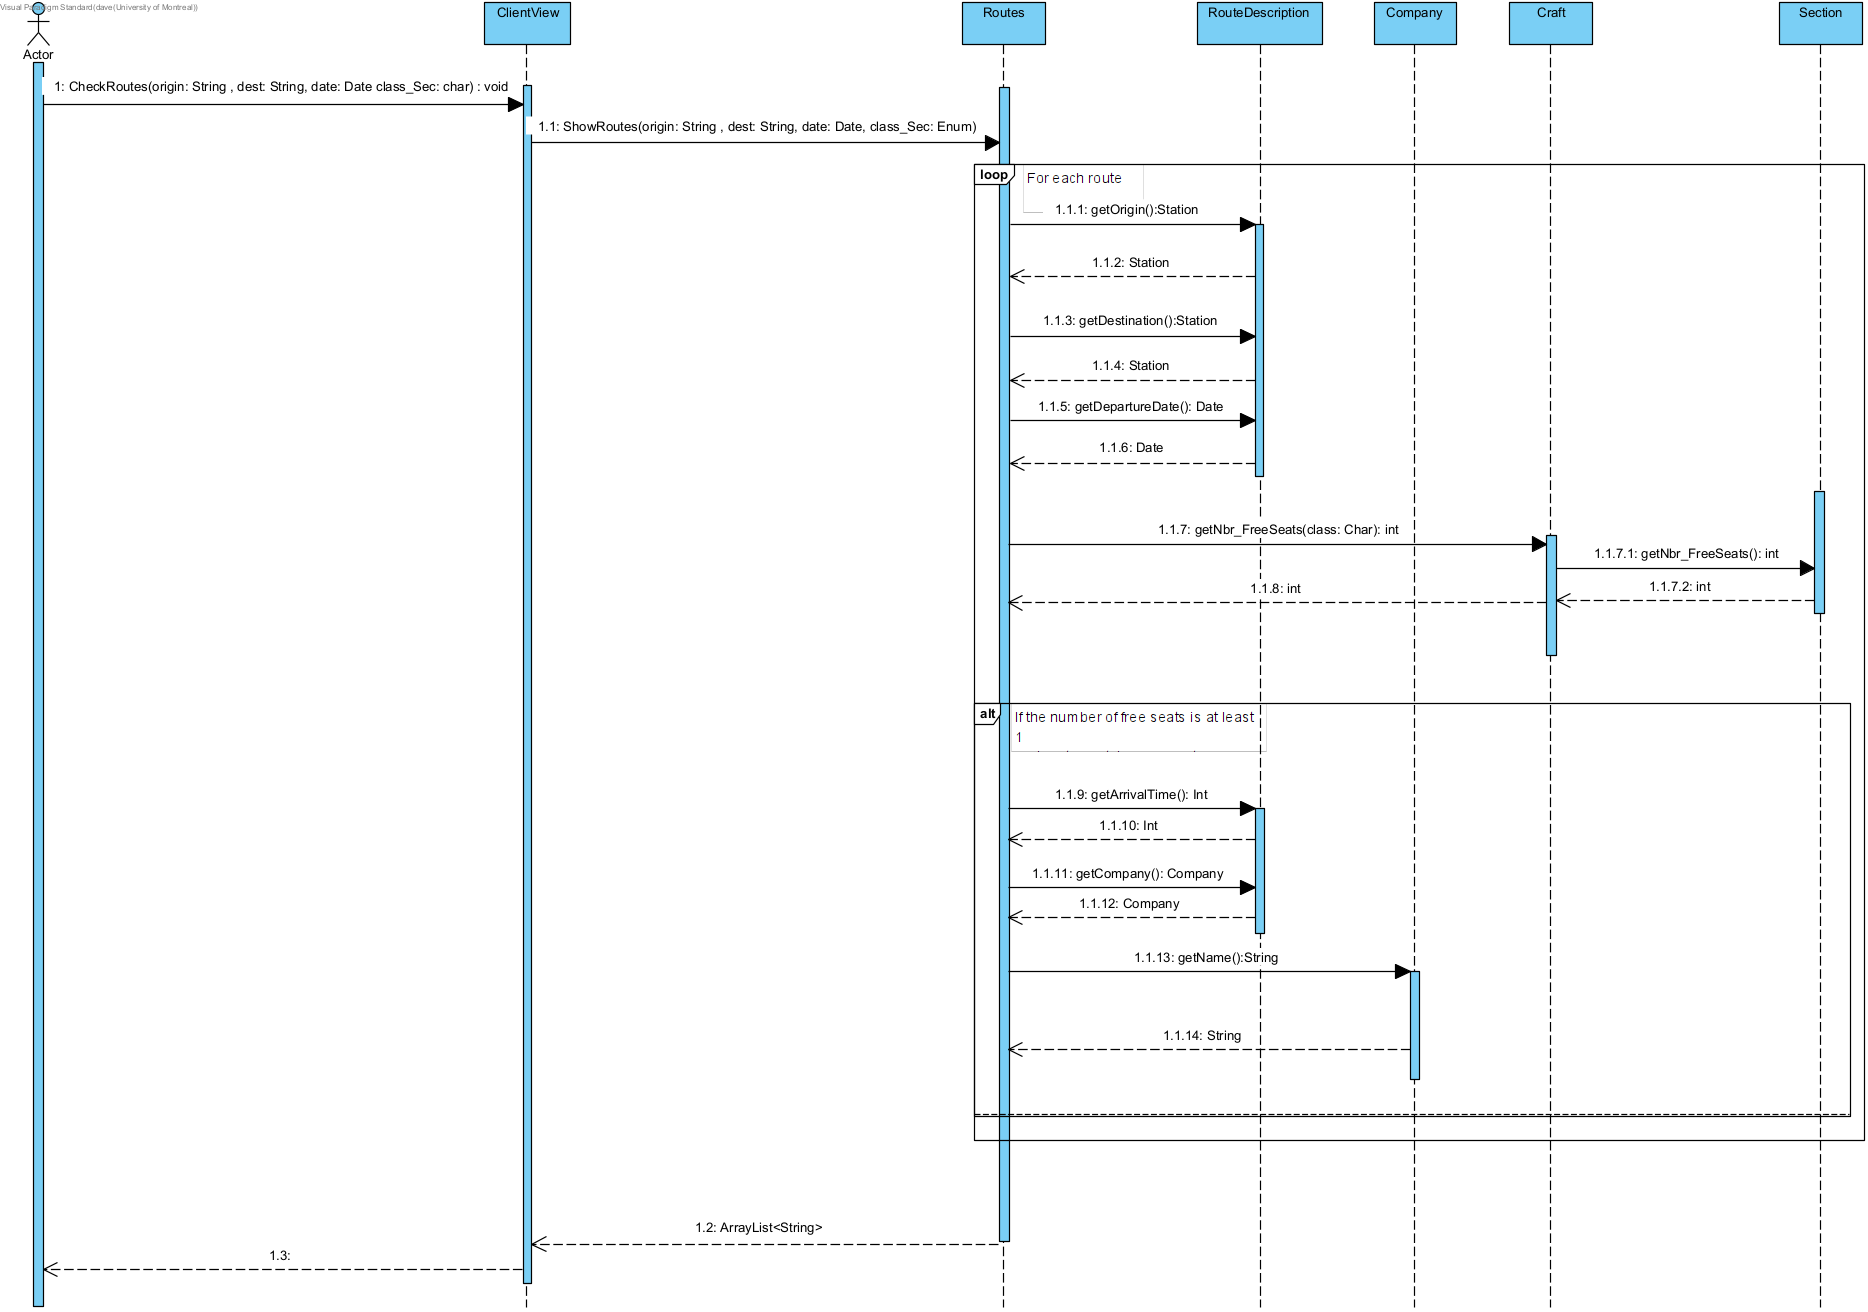 Visual Paradigm Standard(dave(University of Montreal))
Actor
ClientView
Routes
RouteDescription
Company
Craft
Section
1: CheckRoutes(origin: String , dest: String, date: Date class_Sec: char) : void
1.1: ShowRoutes(origin: String , dest: String, date: Date, class_Sec: Enum)
loop
For each route
1.1.1: getOrigin():Station
1.1.2: Station
1.1.3: getDestination():Station
1.1.4: Station
1.1.5: getDepartureDate(): Date
1.1.6: Date
1.1.7: getNbr_FreeSeats(class: Char): int
1.1.7.1: getNbr_FreeSeats(): int
1.1.7.2: int
1.1.8: int
alt
If the number of free seats is at least
1
1.1.9: getArrivalTime(): Int
1.1.10: Int
1.1.11: getCompany(): Company
1.1.12: Company
1.1.13: getName():String
1.1.14: String
1.2: ArrayList<String>
1.3: